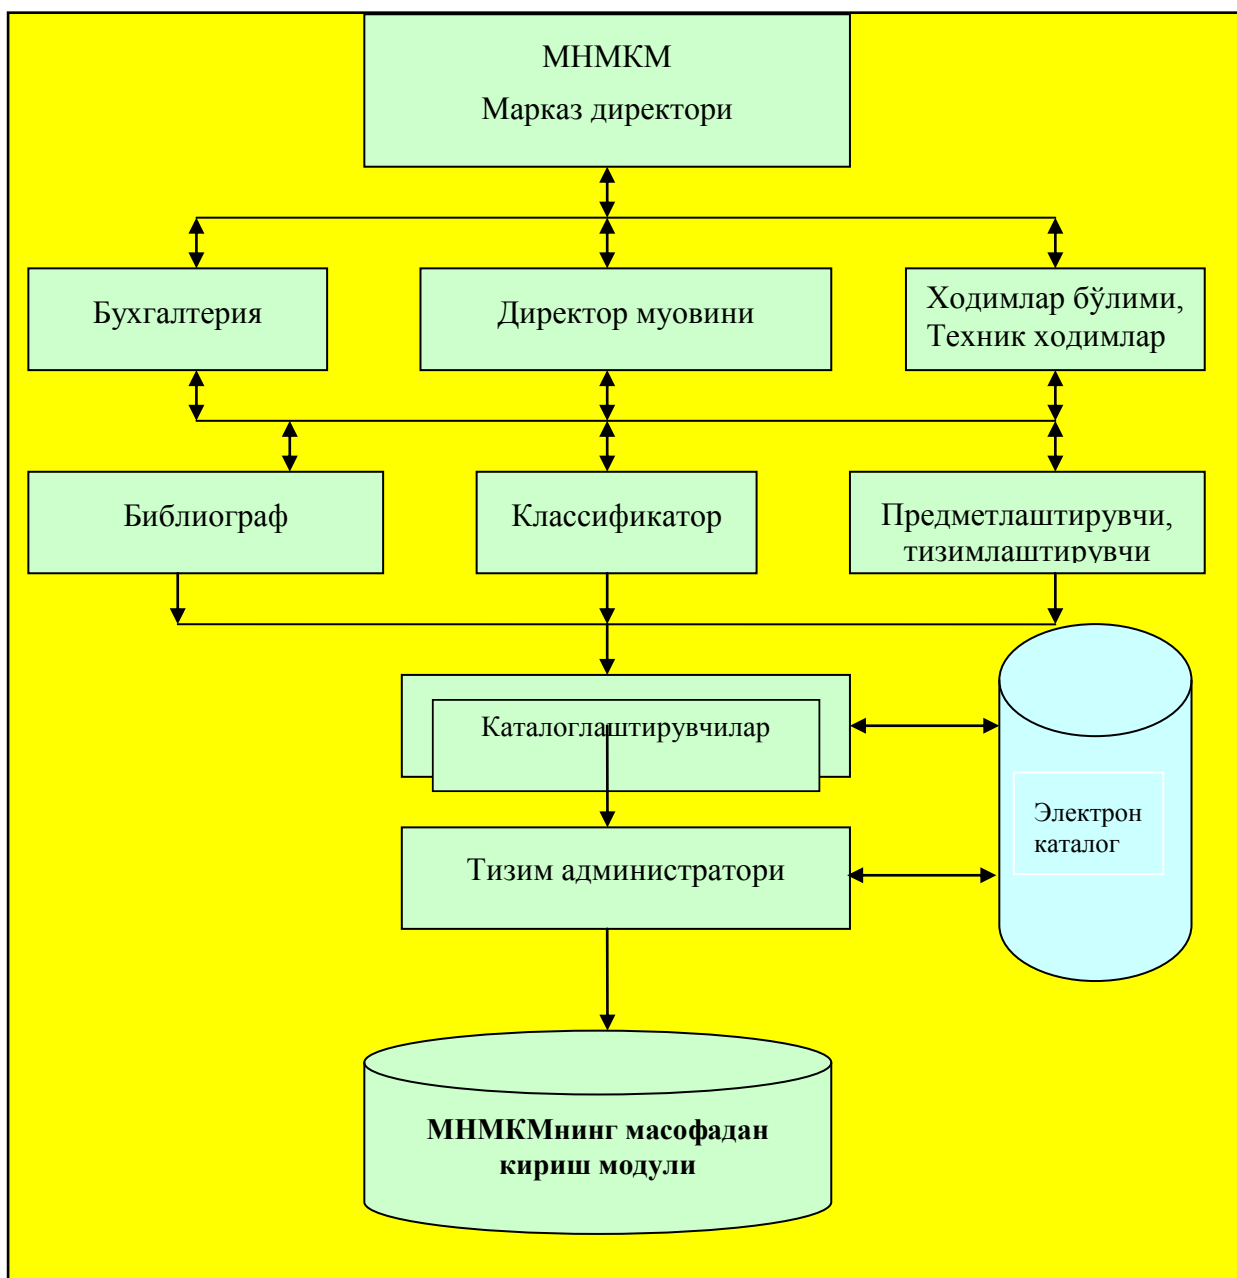 МНМКМ
Марказ директори
Бухгалтерия
Директор муовини
Ходимлар бўлими,
Техник ходимлар
Библиограф
Классификатор
Предметлаштирувчи,
тизимлаштирувчи
Каталоглаштирувчилар
Электрон
каталог
Тизим администратори
МНМКМнинг масофадан
кириш модули